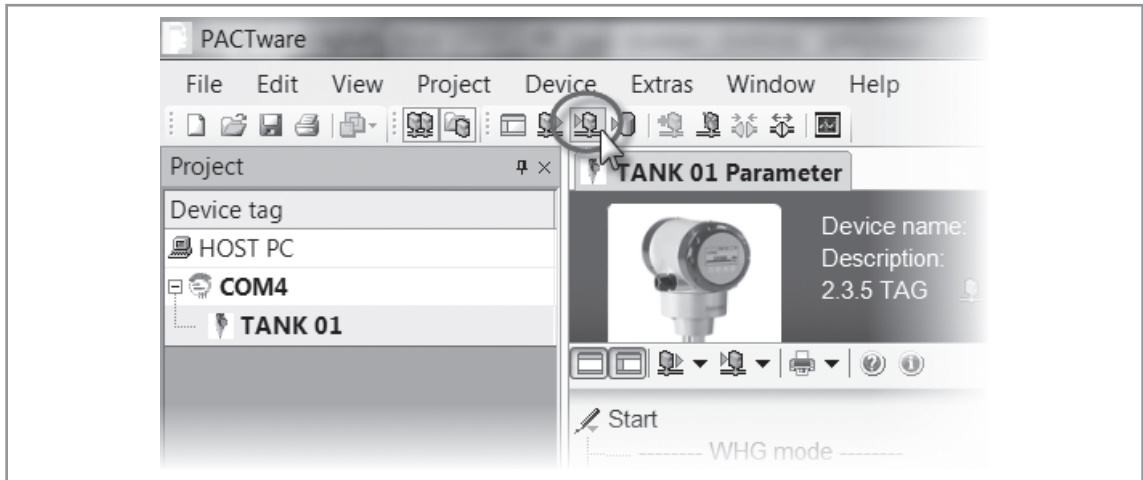 PACTware
File Edit View Project Device Extras Window Help
Project
Device tag
HOST PC
COM4
TANK 01
TANK 01 Parameter
Device name:
Description:
2.3.5 TAG
Start
-------- WHG mode --------